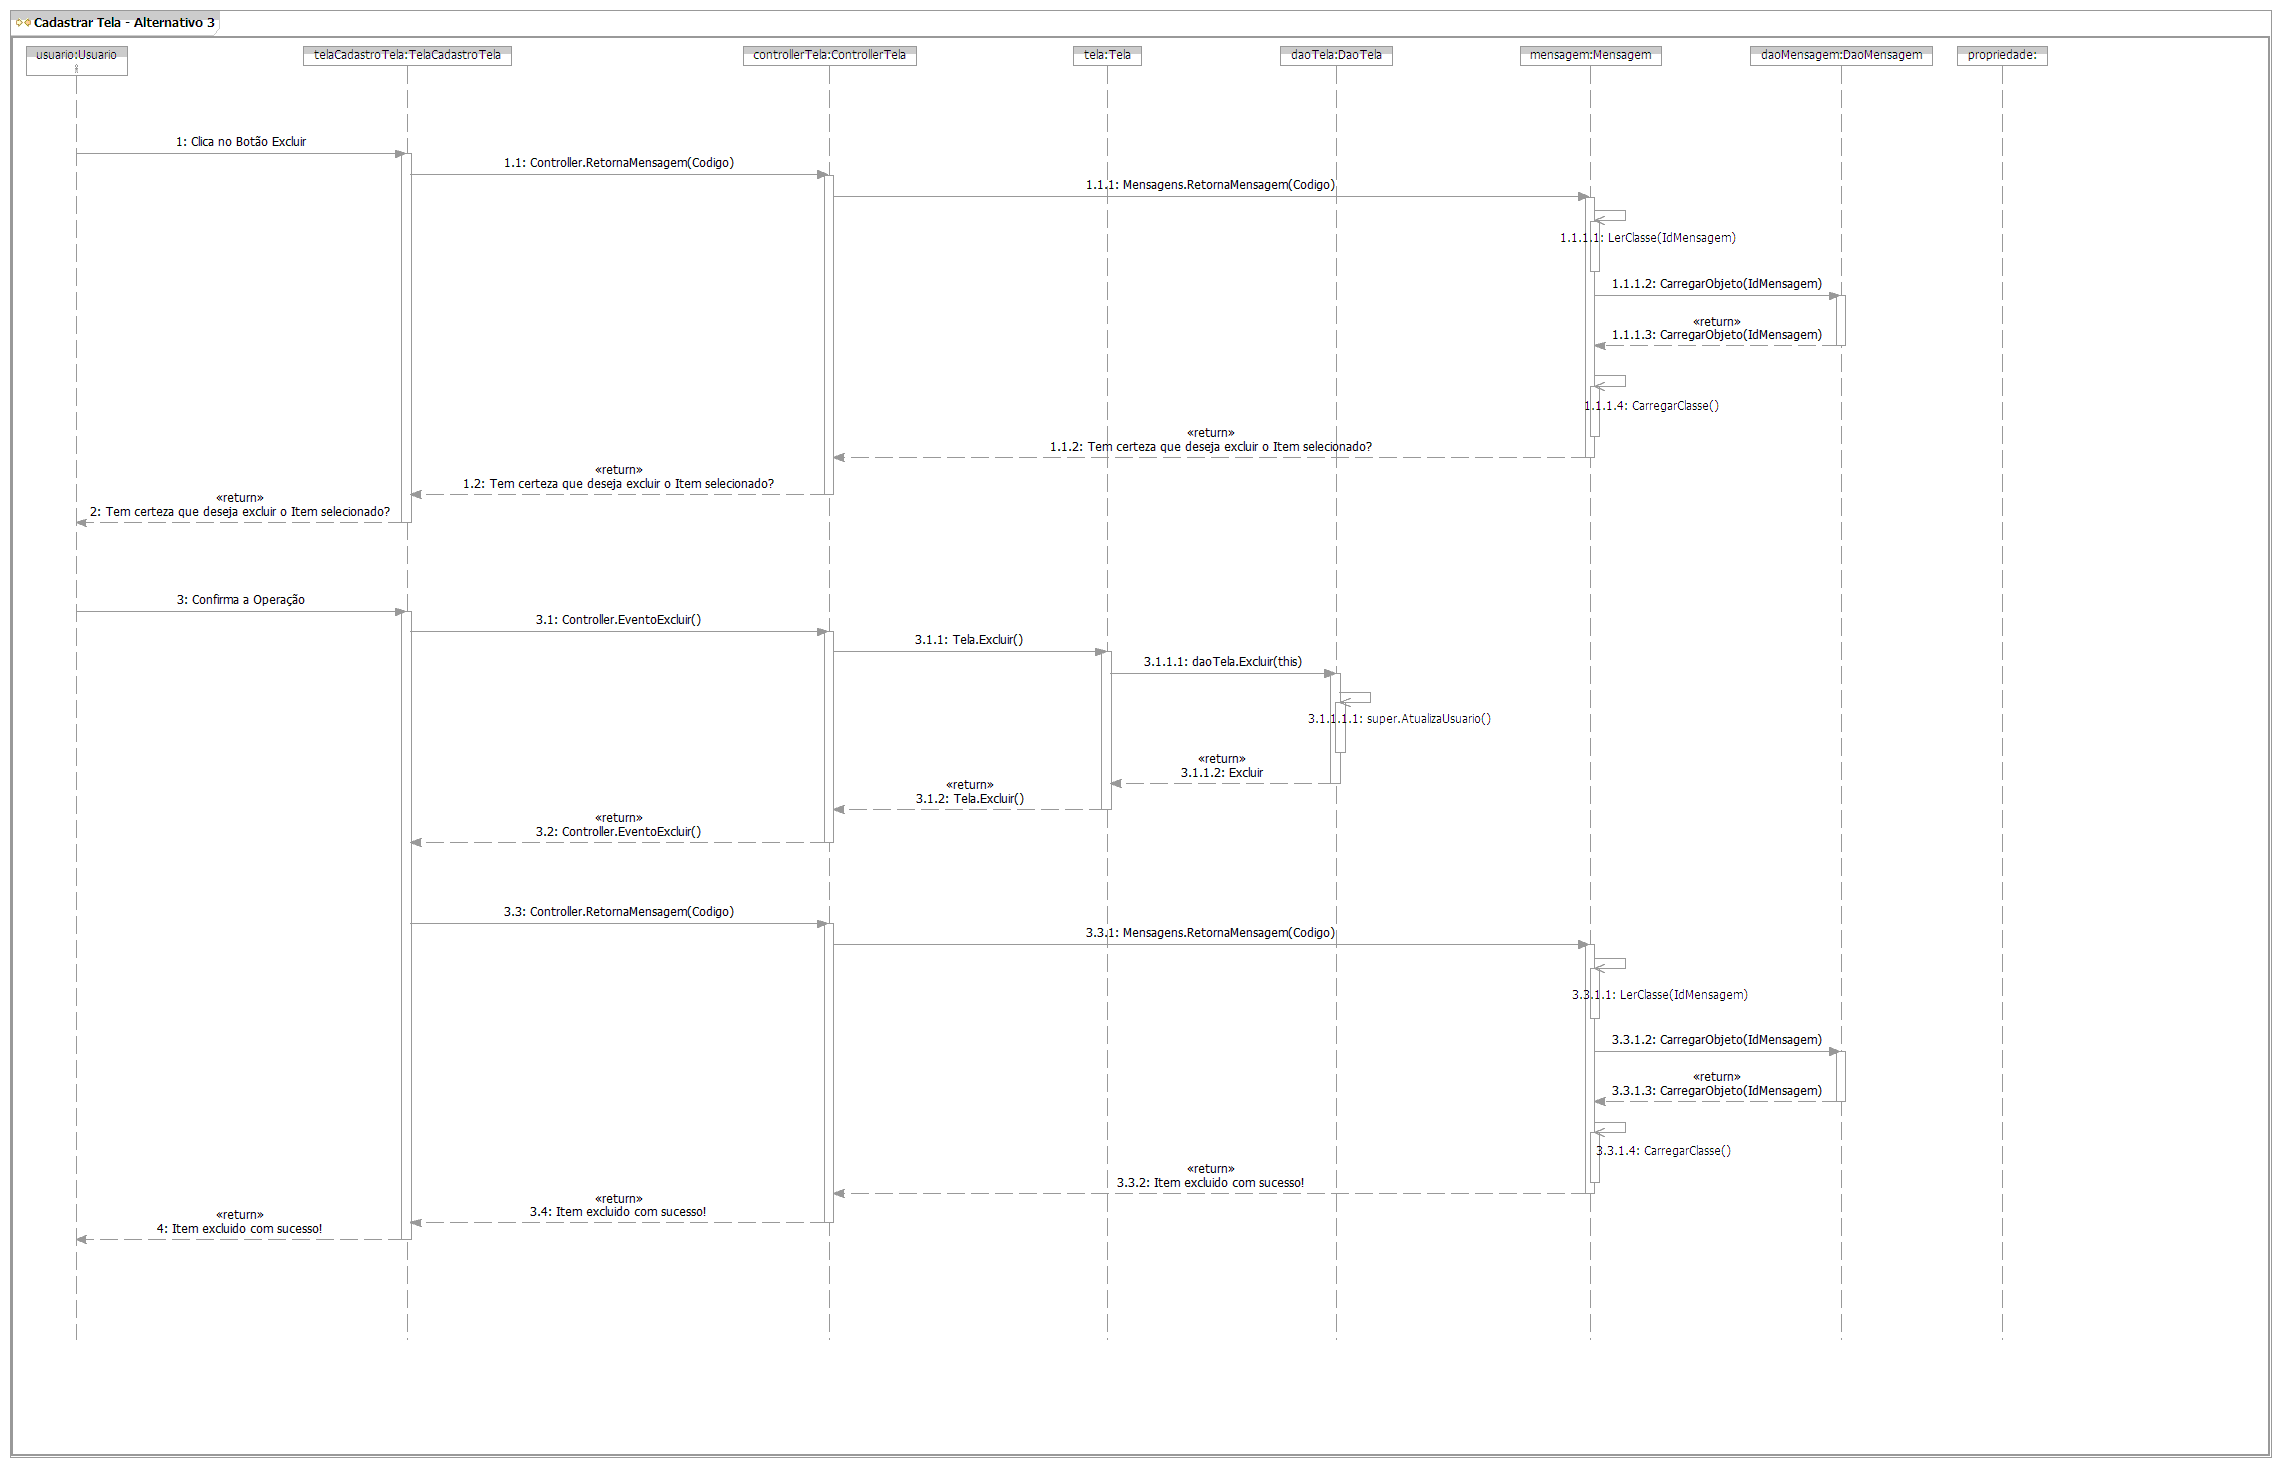 Cadastrar Tela - Alternativo 3
usuario:Usuario
telaCadastroTela:TelaCadastroTela
controllerTela:ControllerTela
tela:Tela
daoTela:DaoTela
mensagem:Mensagem
daoMensagem:DaoMensagem
propriedade:
1: Clica no Botão Excluir
1.1: Controller.RetornaMensagem(Codigo)
1.1.1: Mensagens.RetornaMensagem(Codigo)
1.1.1.1: LerClasse(IdMensagem)
1.1.1.2: CarregarObjeto(IdMensagem)
«return»
1.1.1.3: CarregarObjeto(IdMensagem)
1.1.1.4: CarregarClasse()
«return»
1.1.2: Tem certeza que deseja excluir o Item selecionado?
«return»
1.2: Tem certeza que deseja excluir o Item selecionado?
«return»
2: Tem certeza que deseja excluir o Item selecionado?
3: Confirma a Operação
3.1: Controller.EventoExcluir()
3.1.1: Tela.Excluir()
3.1.1.1: daoTela.Excluir(this)
3.1.1.1.1: super.AtualizaUsuario()
«return»
3.1.1.2: Excluir
«return»
3.1.2: Tela.Excluir()
«return»
3.2: Controller.EventoExcluir()
3.3: Controller.RetornaMensagem(Codigo)
3.3.1: Mensagens.RetornaMensagem(Codigo)
3.3.1.1: LerClasse(IdMensagem)
3.3.1.2: CarregarObjeto(IdMensagem)
«return»
3.3.1.3: CarregarObjeto(IdMensagem)
3.3.1.4: CarregarClasse()
«return»
3.3.2: Item excluido com sucesso!
«return»
3.4: Item excluido com sucesso!
«return»
4: Item excluido com sucesso!